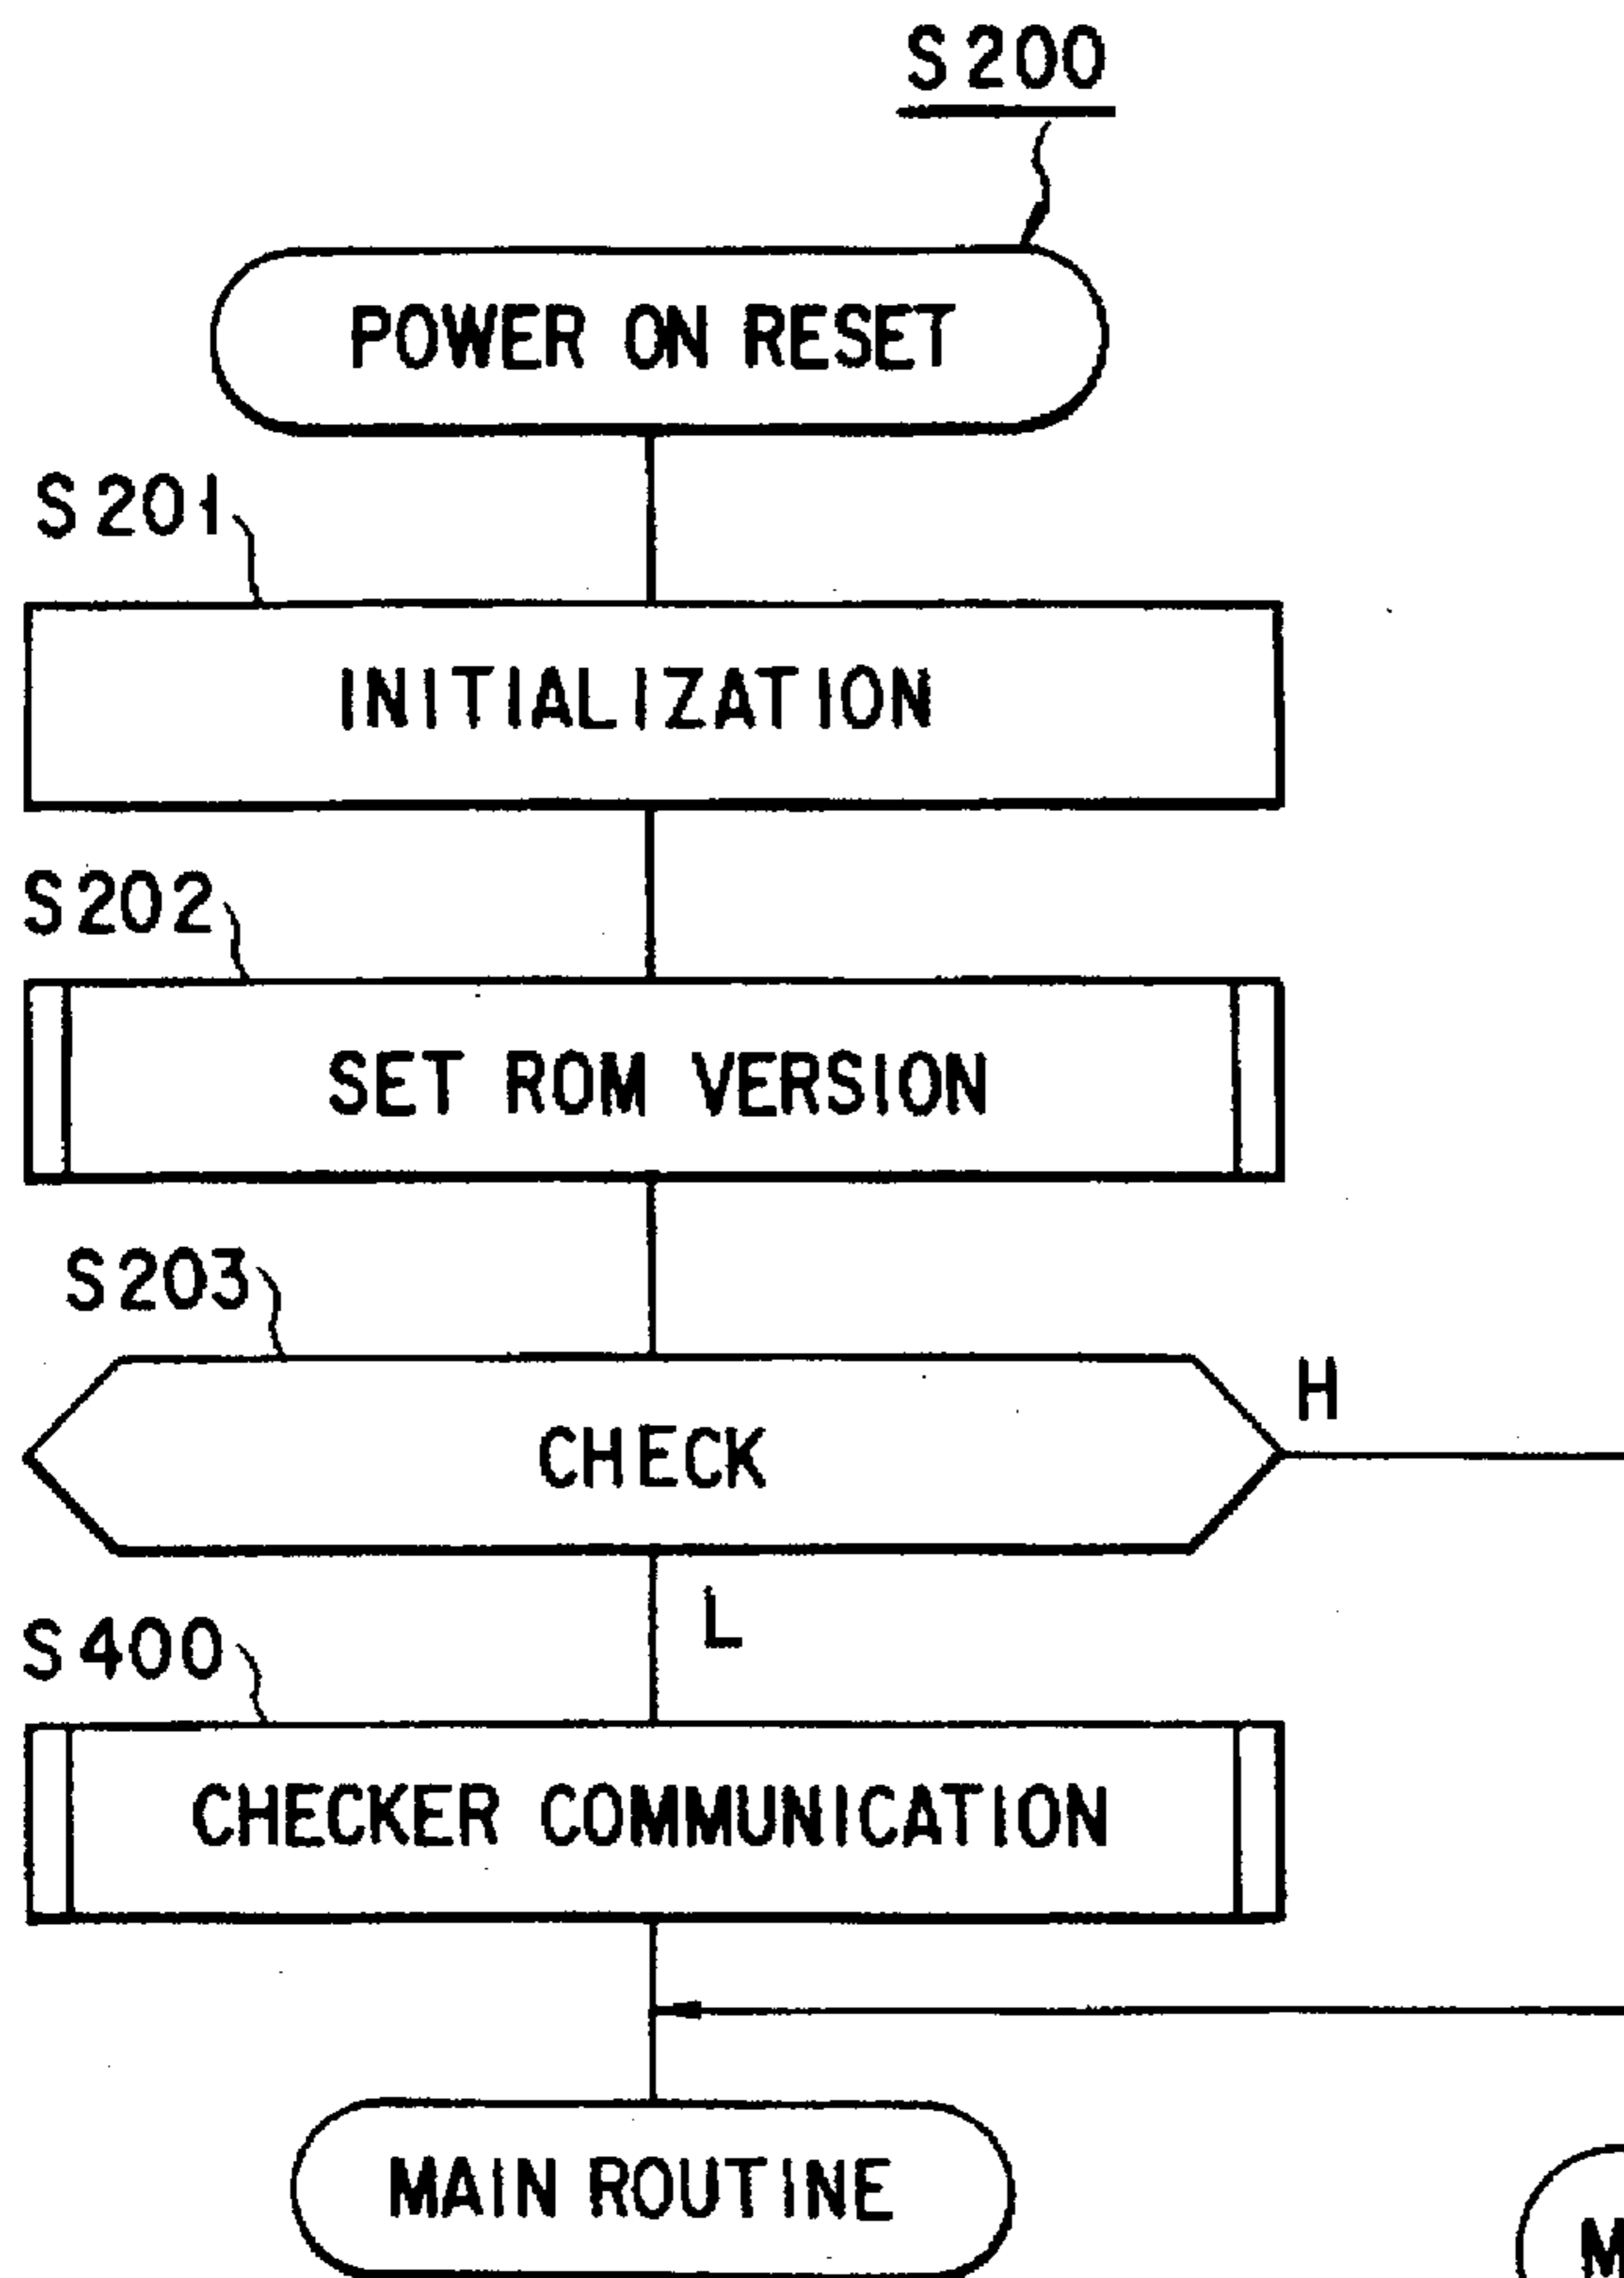 S200
POWER ON RESET
S201
INITIALIZATION
S202
SET ROM VERSION
S203
CHECK
H
L
S400
CHECKER COMMUNICATION
MAIN ROUTINE